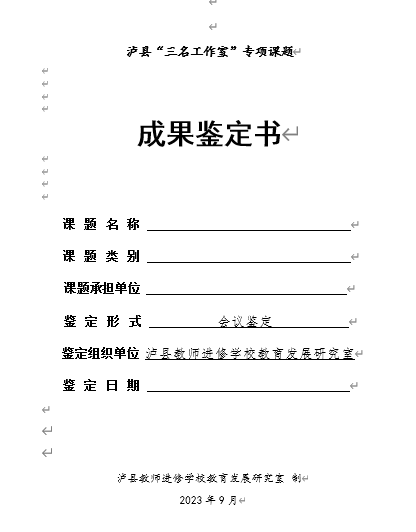 泸县“三名工作室”专项课题
成果鉴定书
课 题 名 称
课 题 类 别
课题承担单位
鉴 定 形 式 会议鉴定
鉴定组织单位 泸县教师进修学校教育发展研究室
鉴 定 日 期
泸县教师进修学校教育发展研究室 制
2023 年 9 月